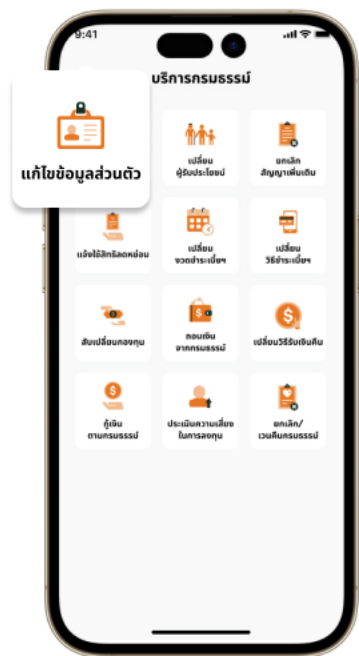 9:41
บริการกรมธรรม์
แก้ไขข้อมูลส่วนตัว
เปลี่ยน
ผู้รับประโยชน์
ยกเลิก
สัญญาเพิ่มเติม
แจ้งใช้สิทธิลดหย่อน
เปลี่ยน
งวดชำระเบี้ยฯ
เปลี่ยน
วิธีชำระเบี้ยฯ
สับเปลี่ยนกองทุน
ถอนเงิน
จากกรมธรรม์
เปลี่ยนวิธีรับเงินคืน
กู้เงิน
ตามกรมธรรม์
ประเมินความเสี่ยง
ในการลงทุน
ยกเลิก/
เวนคืนกรมธรรม์